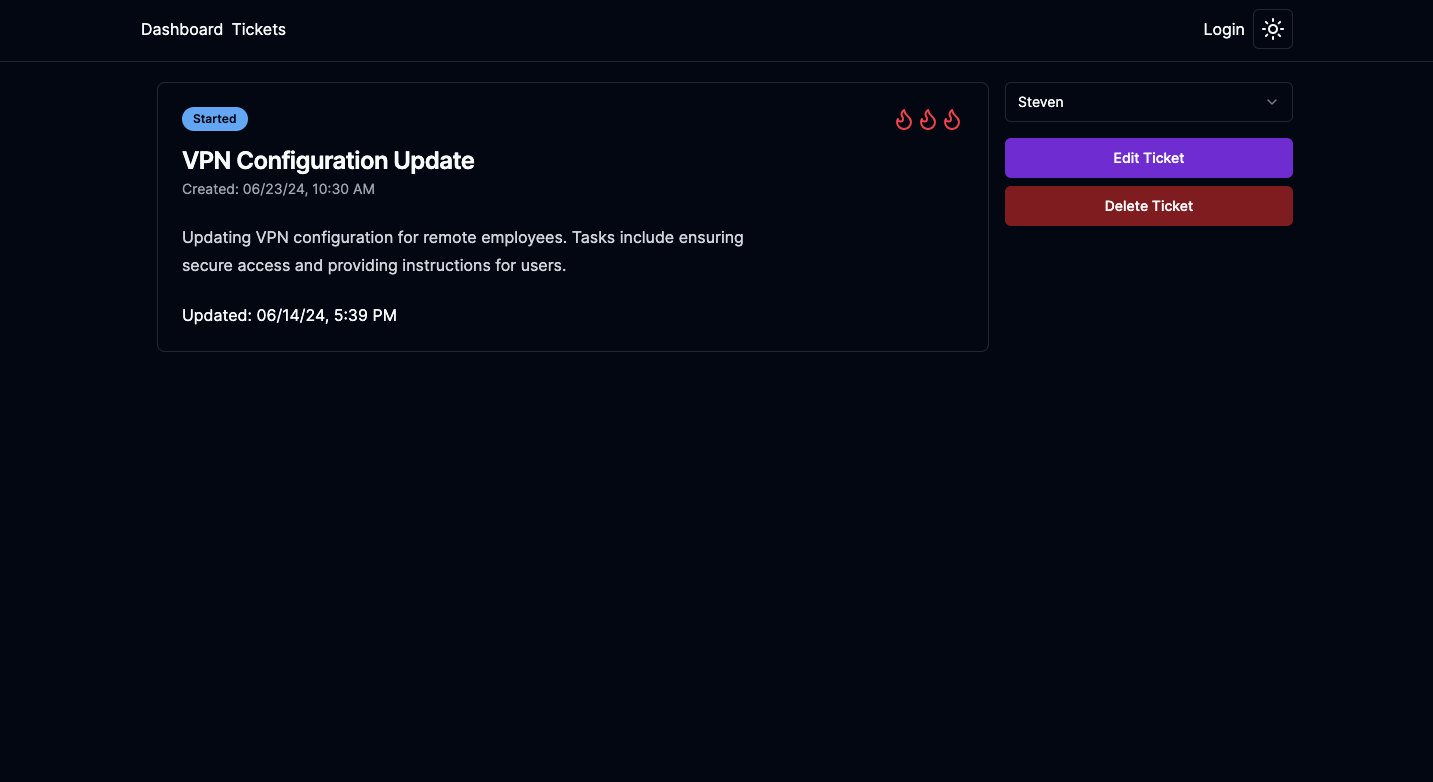 Dashboard Tickets
Login
Started
VPN Configuration Update
Created: 06/23/24, 10:30 AM
Updating VPN configuration for remote employees. Tasks include ensuring
secure access and providing instructions for users.
Updated: 06/14/24, 5:39 PM
Steven
Edit Ticket
Delete Ticket